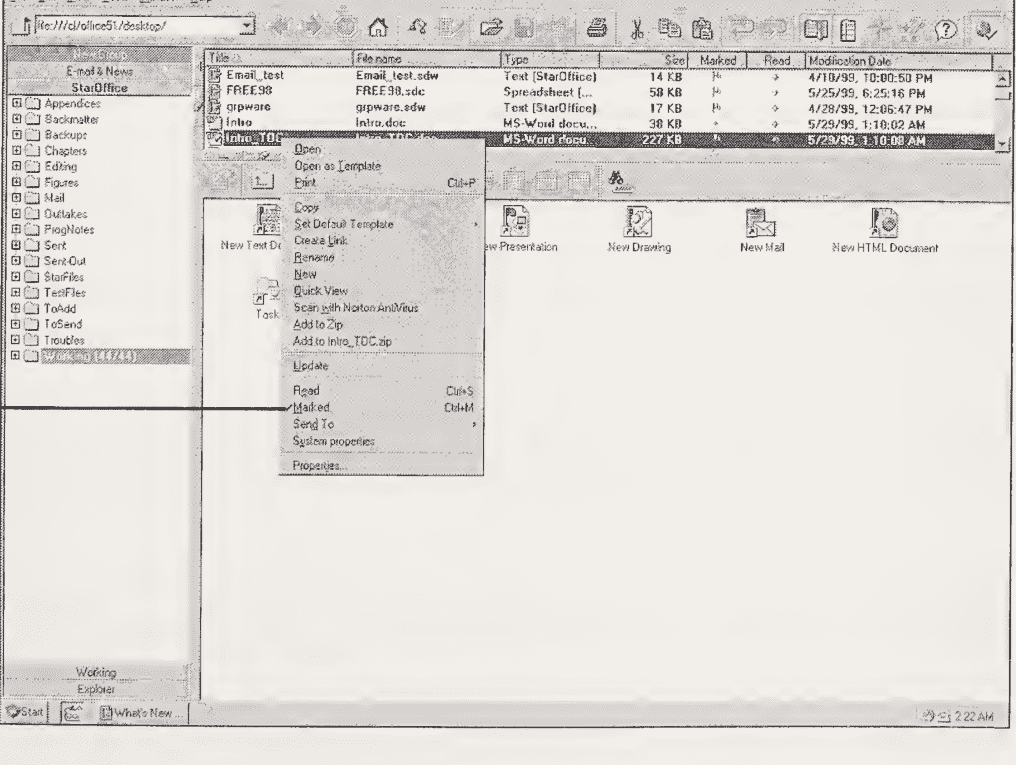 file:///c|/office51/desktop/
E-mail & News
StarOffice
Appendices
Backmatter
Backups
Chapters
Editing
Figures
Mail
Outtakes
ProgNotes
Sent
Sent-Out
StarFiles
TestFiles
ToAdd
ToSend
Troubles
Working (44/44)
Working
Explorer
Title File name Type Size Marked Read Modification Date
Email_test Email_test.sdw Text (StarOffice) 14 KB 4/18/99, 10:00:50 PM
FREE98 FREE98.sdc Spreadsheet (... 58 KB 5/25/99, 6:25:16 PM
grpware grpware.sdw Text (StarOffice) 17 KB 4/28/99, 12:06:47 PM
Intro Intro.doc MS-Word docu... 38 KB 5/29/99, 1:10:02 AM
Intro_TOC Intro_TOC.doc MS-Word docu... 227 KB 5/29/99, 1:10:08 AM
Open
Open as Template
Print Ctrl+P
Copy
Set Default Template
Create Link
Rename
New
Quick View
Scan with Norton AntiVirus
Add to Zip
Add to Intro_TOC.zip
Update
Read Ctrl+S
Marked Ctrl+M
Send To
System properties
Properties...
New Text Do
ew Presentation
New Drawing
New Mail
New HTML Document
Task
Start
What's New ...
2:22 AM